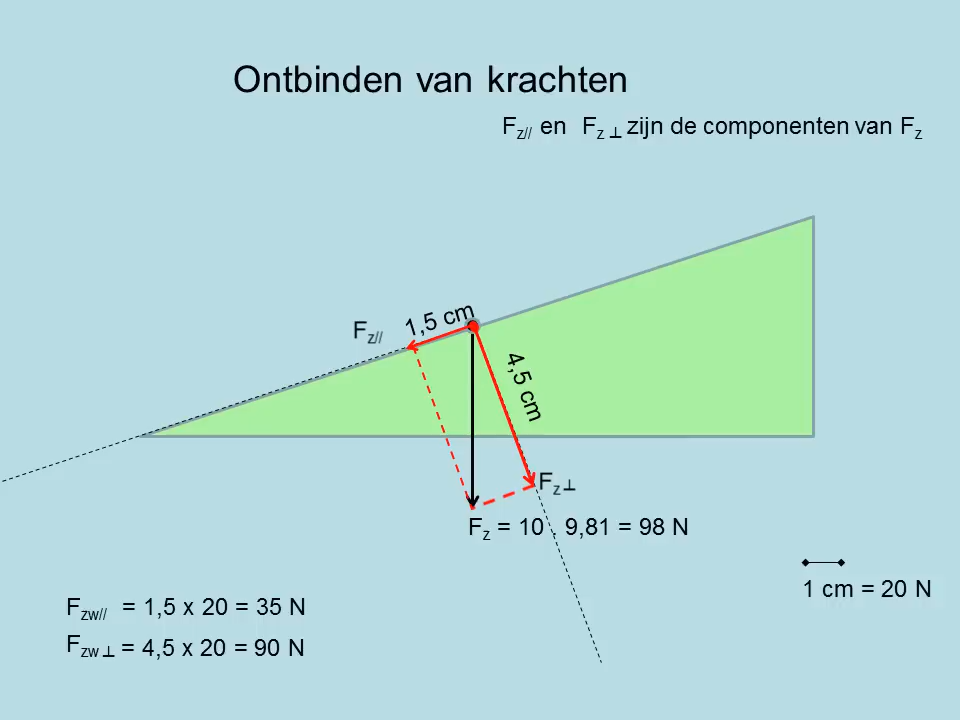 Ontbinden van krachten
Fz// en Fz ⊥ zijn de componenten van Fz
Fz//
1,5 cm
4,5 cm
Fz ⊥
Fz = 10 . 9,81 = 98 N
1 cm = 20 N
Fzw// = 1,5 x 20 = 35 N
Fzw ⊥ = 4,5 x 20 = 90 N